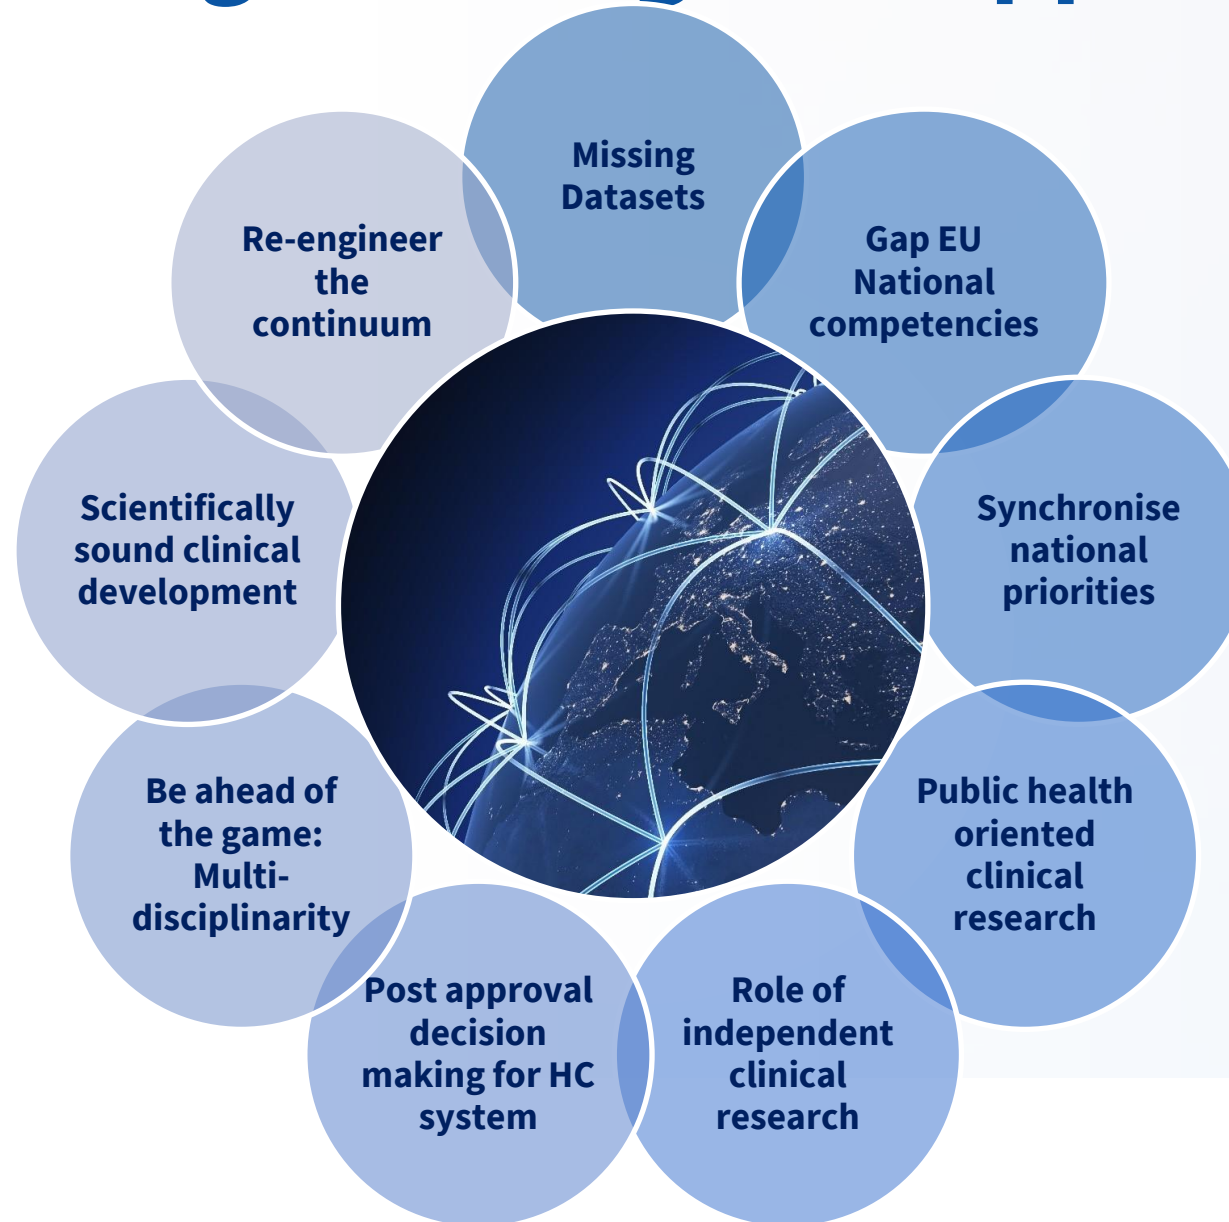 Missing
Datasets
Gap EU
National
competencies
Synchronise
national
priorities
Public health
oriented
clinical
research
Role of
independent
clinical
research
Post approval
decision
making for HC
system
Be ahead of
the game:
Multi-
disciplinarity
Scientifically
sound clinical
development
Re-engineer
the
continuum